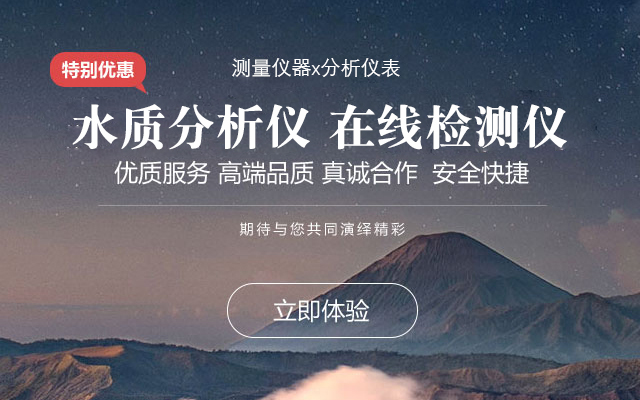 特别优惠
测量仪器x分析仪表
水质分析仪 在线检测仪
优质服务 高端品质 真诚合作 安全快捷
期待与您共同演绎精彩
立即体验